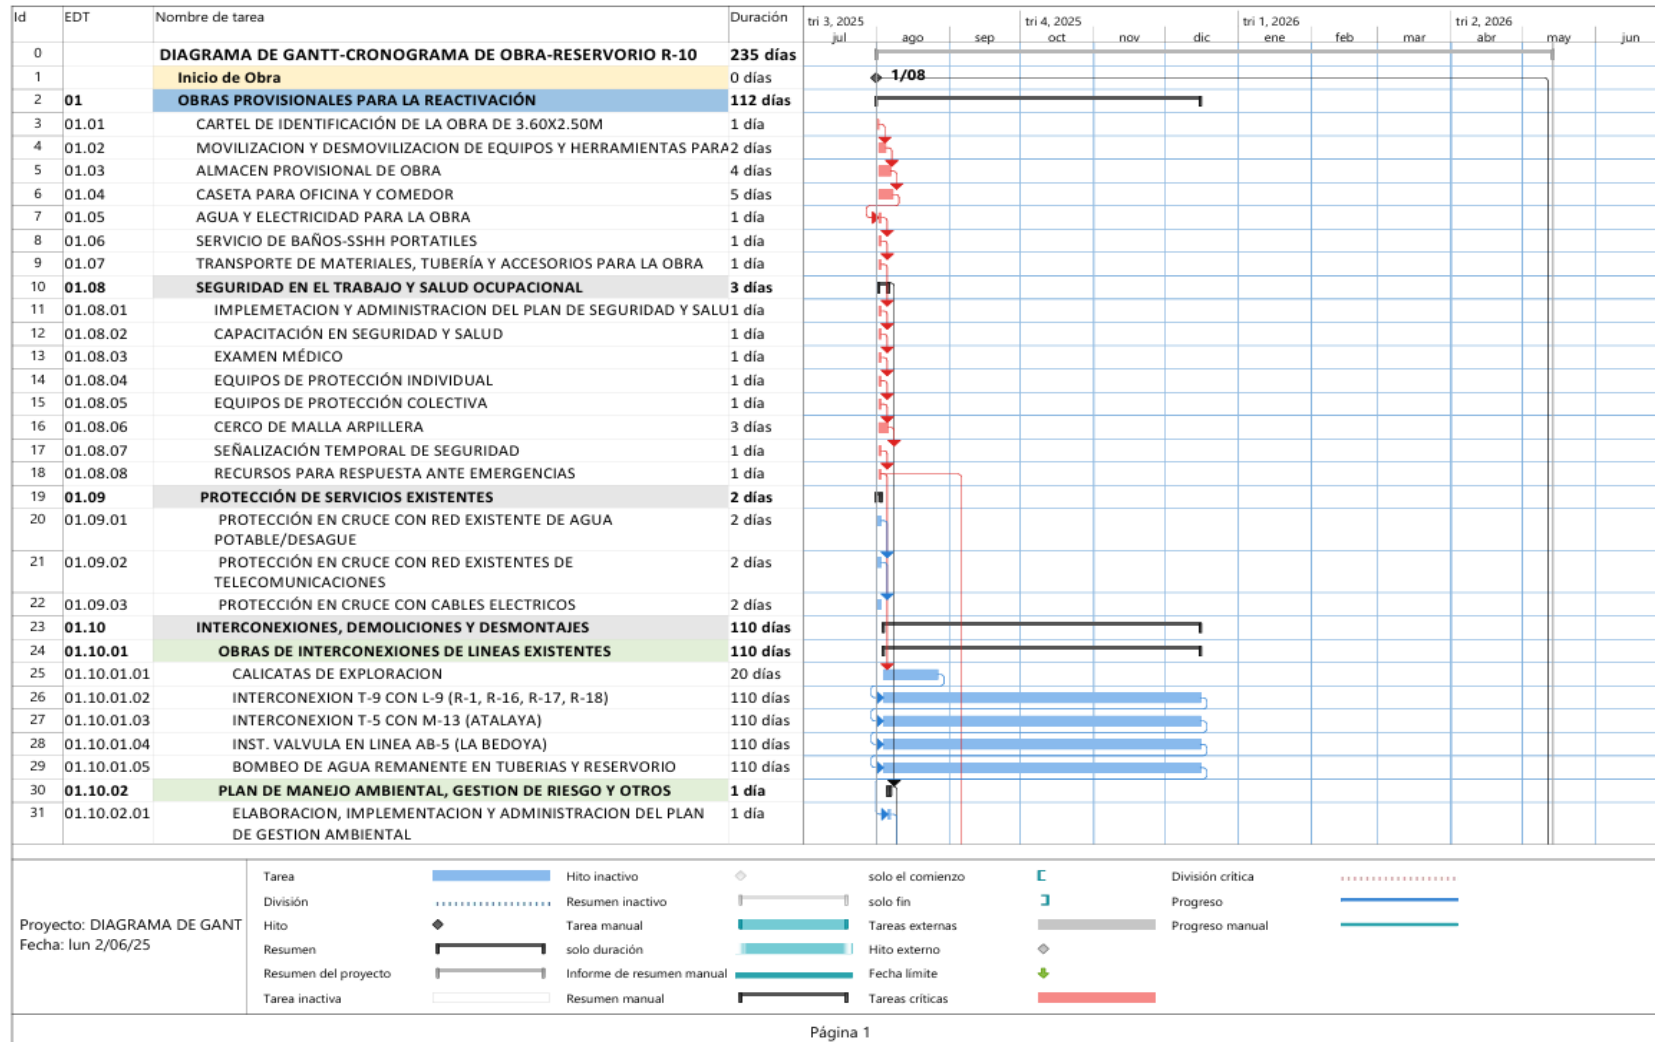 Id EDT Nombre de tarea Duración tri 3, 2025 tri 4, 2025 tri 1, 2026 tri 2, 2026
jul ago sep oct nov dic ene feb mar abr may jun
0 DIAGRAMA DE GANTT-CRONOGRAMA DE OBRA-RESERVORIO R-10 235 días
1 Inicio de Obra 0 días 1/08
2 01 OBRAS PROVISIONALES PARA LA REACTIVACIÓN 112 días
3 01.01 CARTEL DE IDENTIFICACIÓN DE LA OBRA DE 3.60X2.50M 1 día
4 01.02 MOVILIZACION Y DESMOVILIZACION DE EQUIPOS Y HERRAMIENTAS PARA 2 días
5 01.03 ALMACEN PROVISIONAL DE OBRA 4 días
6 01.04 CASETA PARA OFICINA Y COMEDOR 5 días
7 01.05 AGUA Y ELECTRICIDAD PARA LA OBRA 1 día
8 01.06 SERVICIO DE BAÑOS-SSHH PORTATILES 1 día
9 01.07 TRANSPORTE DE MATERIALES, TUBERÍA Y ACCESORIOS PARA LA OBRA 1 día
10 01.08 SEGURIDAD EN EL TRABAJO Y SALUD OCUPACIONAL 3 días
11 01.08.01 IMPLEMETACION Y ADMINISTRACION DEL PLAN DE SEGURIDAD Y SALU 1 día
12 01.08.02 CAPACITACIÓN EN SEGURIDAD Y SALUD 1 día
13 01.08.03 EXAMEN MÉDICO 1 día
14 01.08.04 EQUIPOS DE PROTECCIÓN INDIVIDUAL 1 día
15 01.08.05 EQUIPOS DE PROTECCIÓN COLECTIVA 1 día
16 01.08.06 CERCO DE MALLA ARPILLERA 3 días
17 01.08.07 SEÑALIZACIÓN TEMPORAL DE SEGURIDAD 1 día
18 01.08.08 RECURSOS PARA RESPUESTA ANTE EMERGENCIAS 1 día
19 01.09 PROTECCIÓN DE SERVICIOS EXISTENTES 2 días
20 01.09.01 PROTECCIÓN EN CRUCE CON RED EXISTENTE DE AGUA 2 días
POTABLE/DESAGUE
21 01.09.02 PROTECCIÓN EN CRUCE CON RED EXISTENTES DE 2 días
TELECOMUNICACIONES
22 01.09.03 PROTECCIÓN EN CRUCE CON CABLES ELECTRICOS 2 días
23 01.10 INTERCONEXIONES, DEMOLICIONES Y DESMONTAJES 110 días
24 01.10.01 OBRAS DE INTERCONEXIONES DE LINEAS EXISTENTES 110 días
25 01.10.01.01 CALICATAS DE EXPLORACION 20 días
26 01.10.01.02 INTERCONEXION T-9 CON L-9 (R-1, R-16, R-17, R-18) 110 días
27 01.10.01.03 INTERCONEXION T-5 CON M-13 (ATALAYA) 110 días
28 01.10.01.04 INST. VALVULA EN LINEA AB-5 (LA BEDOYA) 110 días
29 01.10.01.05 BOMBEO DE AGUA REMANENTE EN TUBERIAS Y RESERVORIO 110 días
30 01.10.02 PLAN DE MANEJO AMBIENTAL, GESTION DE RIESGO Y OTROS 1 día
31 01.10.02.01 ELABORACION, IMPLEMENTACION Y ADMINISTRACION DEL PLAN 1 día
DE GESTION AMBIENTAL
Proyecto: DIAGRAMA DE GANT
Fecha: lun 2/06/25
Tarea Hito inactivo solo el comienzo División crítica
División Resumen inactivo solo fin Progreso
Hito Tarea manual Tareas externas Progreso manual
Resumen solo duración Hito externo
Resumen del proyecto Informe de resumen manual Fecha límite
Tarea inactiva Resumen manual Tareas críticas
Página 1